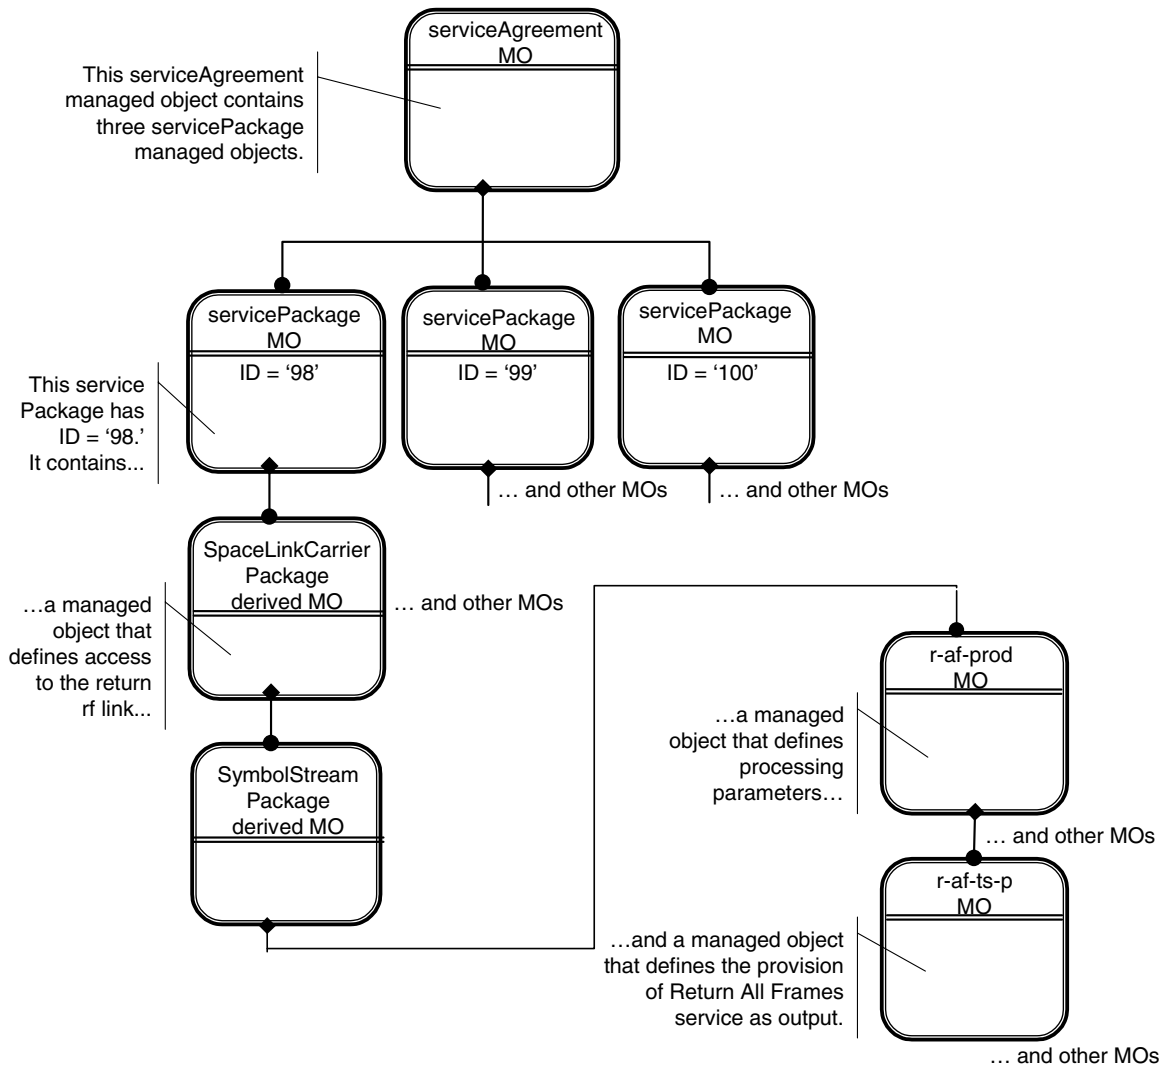 serviceAgreement
MO
This serviceAgreement
managed object contains
three servicePackage
managed objects.
servicePackage
MO
ID = ‘98’
servicePackage
MO
ID = ‘99’
servicePackage
MO
ID = ‘100’
This service
Package has
ID = ‘98.’
It contains...
… and other MOs
… and other MOs
SpaceLinkCarrier
Package
derived MO
… and other MOs
…a managed
object that
defines access
to the return
rf link...
r-af-prod
MO
…a managed
object that defines
processing
parameters…
SymbolStream
Package
derived MO
… and other MOs
r-af-ts-p
MO
…and a managed object
that defines the provision
of Return All Frames
service as output.
… and other MOs